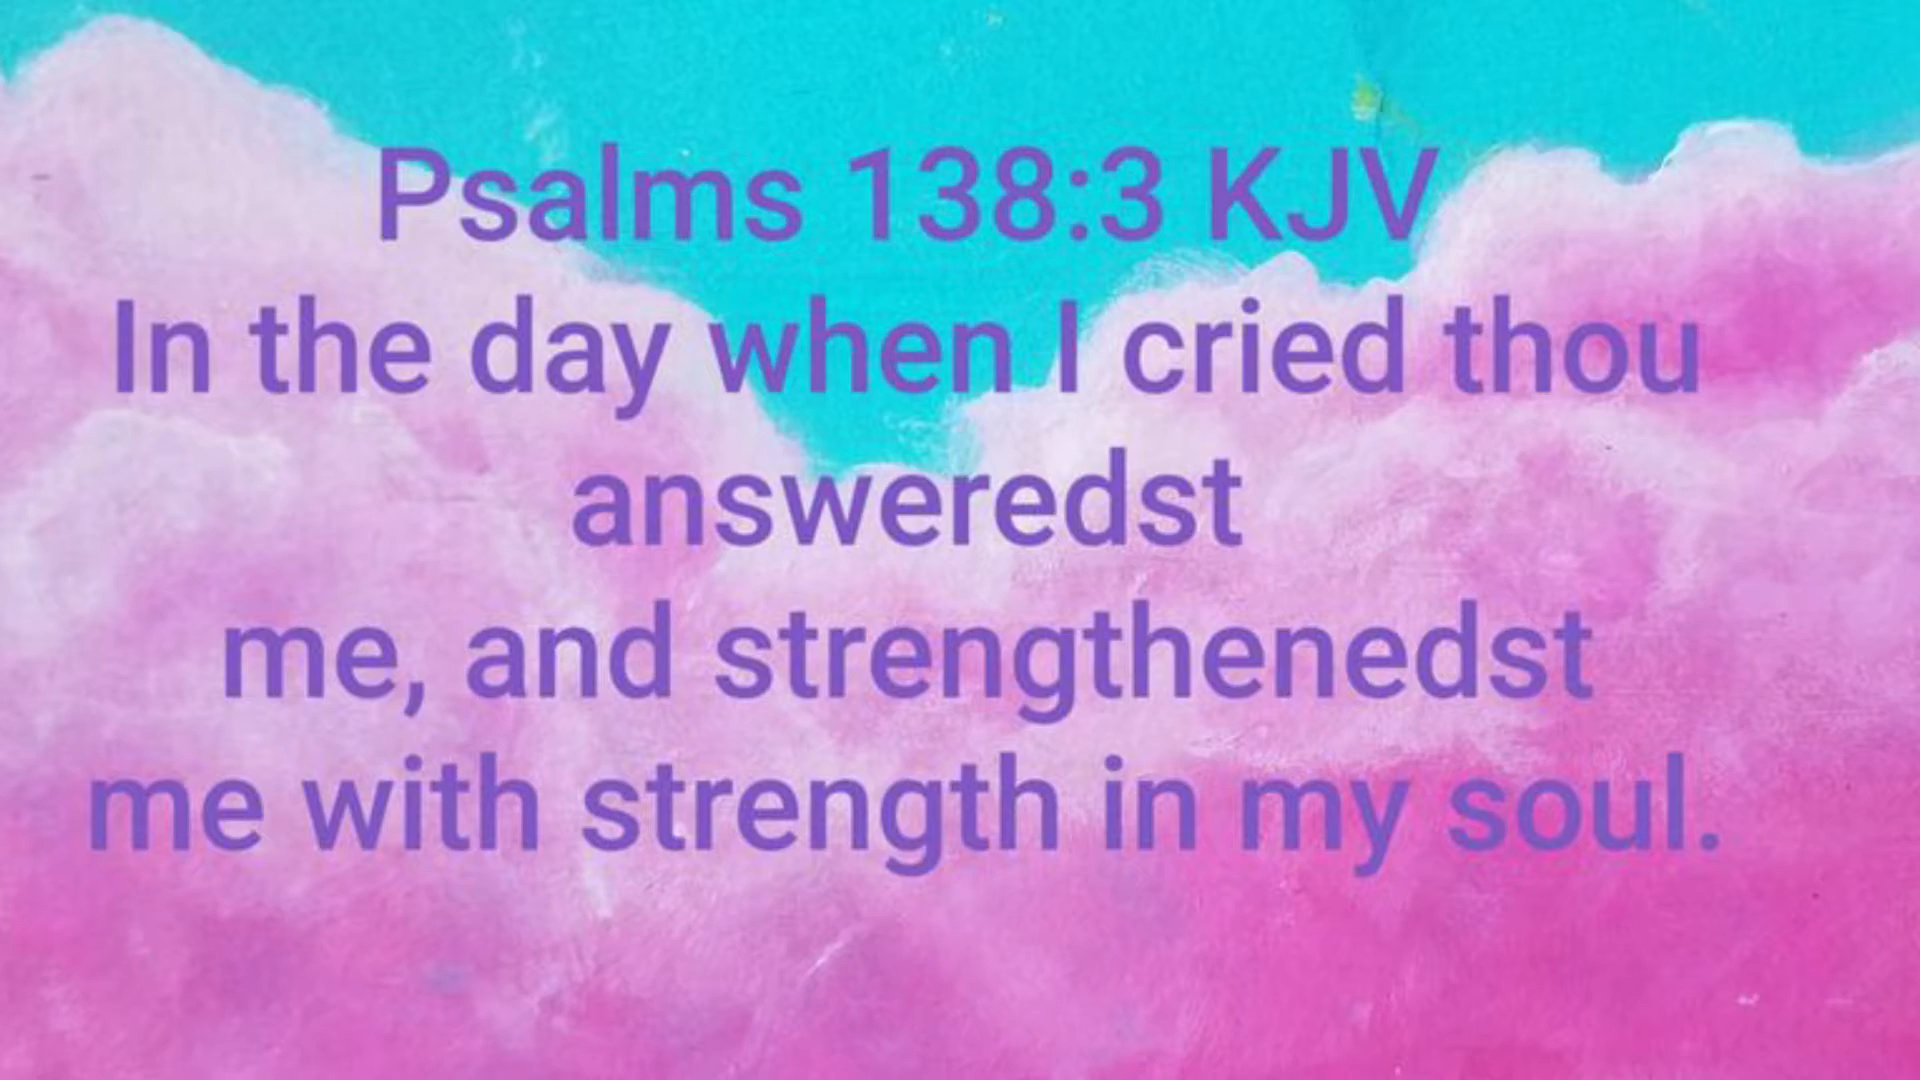 Psalms 138:3 KJV
In the day when I cried thou
answeredst
me, and strengthenedst
me with strength in my soul.